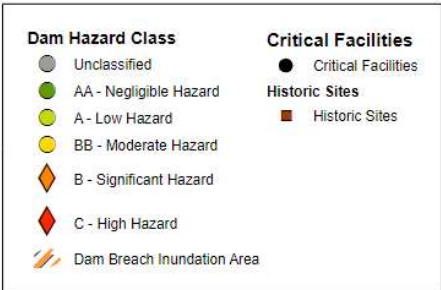 Dam Hazard Class
Unclassified
AA - Negligible Hazard
A - Low Hazard
BB - Moderate Hazard
B - Significant Hazard
C - High Hazard
Dam Breach Inundation Area
Critical Facilities
Critical Facilities
Historic Sites
Historic Sites